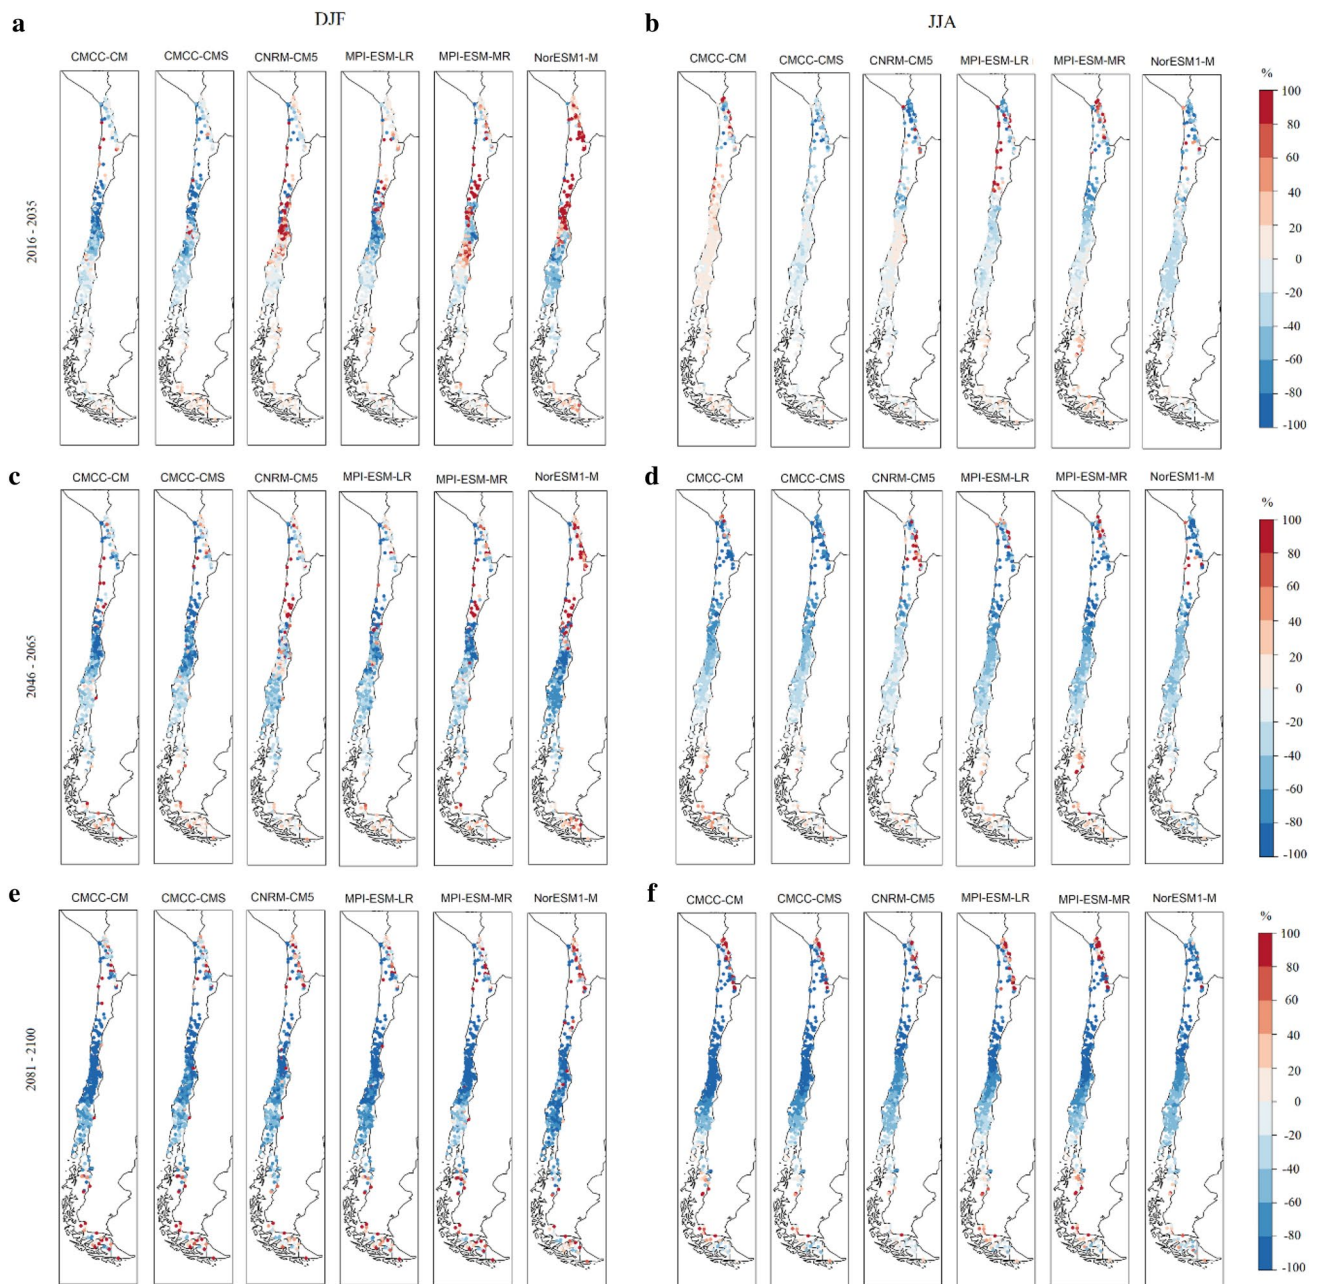 a
DJF
b
JJA
CMCC-CM
CMCC-CMS
CNRM-CM5
MPI-ESM-LR
MPI-ESM-MR
NorESM1-M
CMCC-CM
CMCC-CMS
CNRM-CM5
MPI-ESM-LR
MPI-ESM-MR
NorESM1-M
2016 - 2035
%
100
80
60
40
20
0
-20
-40
-60
-80
-100
c
CMCC-CM
CMCC-CMS
CNRM-CM5
MPI-ESM-LR
MPI-ESM-MR
NorESM1-M
d
CMCC-CM
CMCC-CMS
CNRM-CM5
MPI-ESM-LR
MPI-ESM-MR
NorESM1-M
2046 - 2065
%
100
80
60
40
20
0
-20
-40
-60
-80
-100
e
CMCC-CM
CMCC-CMS
CNRM-CM5
MPI-ESM-LR
MPI-ESM-MR
NorESM1-M
f
CMCC-CM
CMCC-CMS
CNRM-CM5
MPI-ESM-LR
MPI-ESM-MR
NorESM1-M
2081 - 2100
%
100
80
60
40
20
0
-20
-40
-60
-80
-100